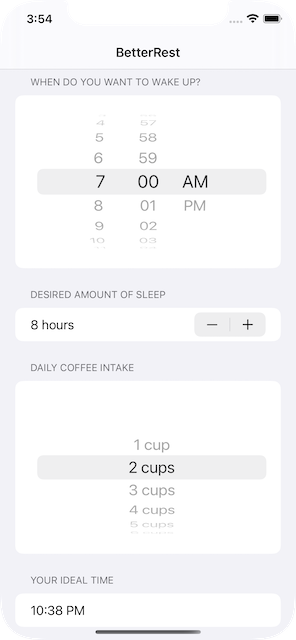 3:54
BetterRest
WHEN DO YOU WANT TO WAKE UP?
4 57
5 58
6 59
7 00 AM
8 01 PM
9 02
10 03
DESIRED AMOUNT OF SLEEP
8 hours
DAILY COFFEE INTAKE
1 cup
2 cups
3 cups
4 cups
5 cups
YOUR IDEAL TIME
10:38 PM